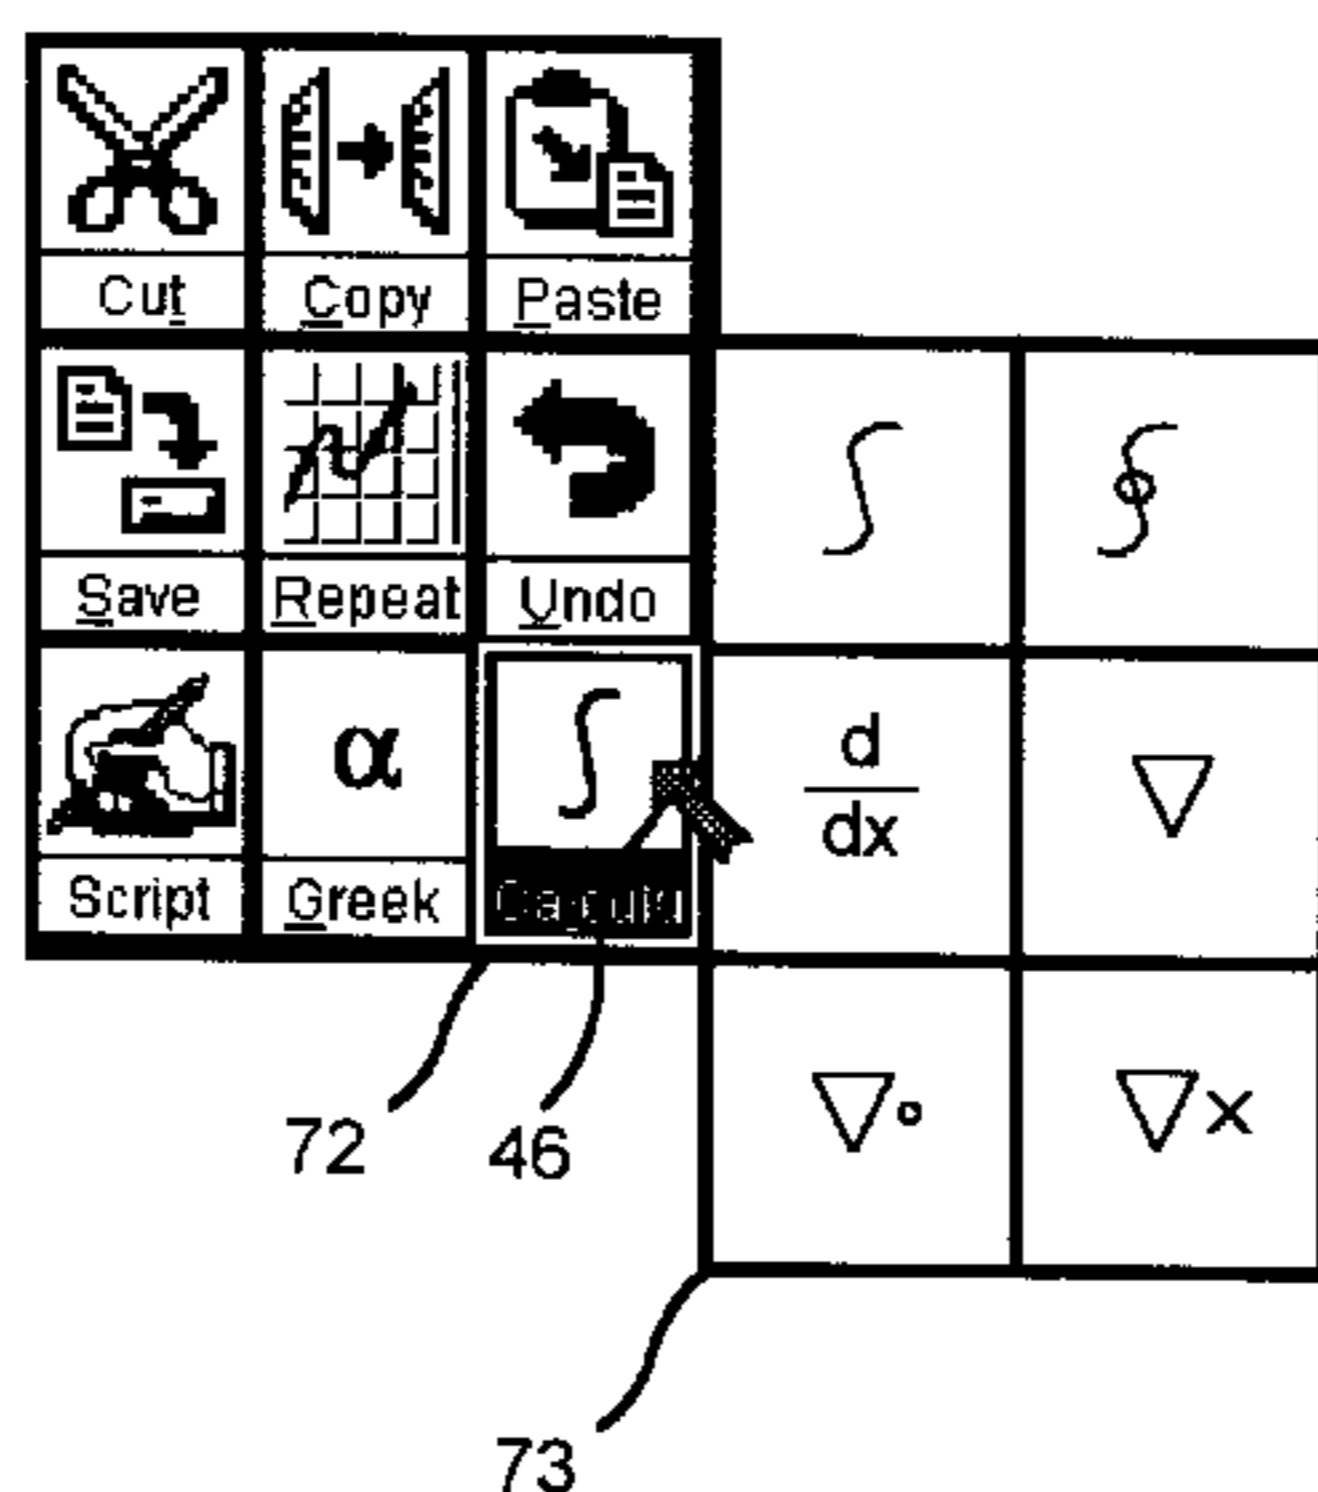 Cut Copy Paste
Save Repeat Undo
∫ ∮
α ∫
d
dx
▽
Script Greek
▽∘ ▽×
72 46
73